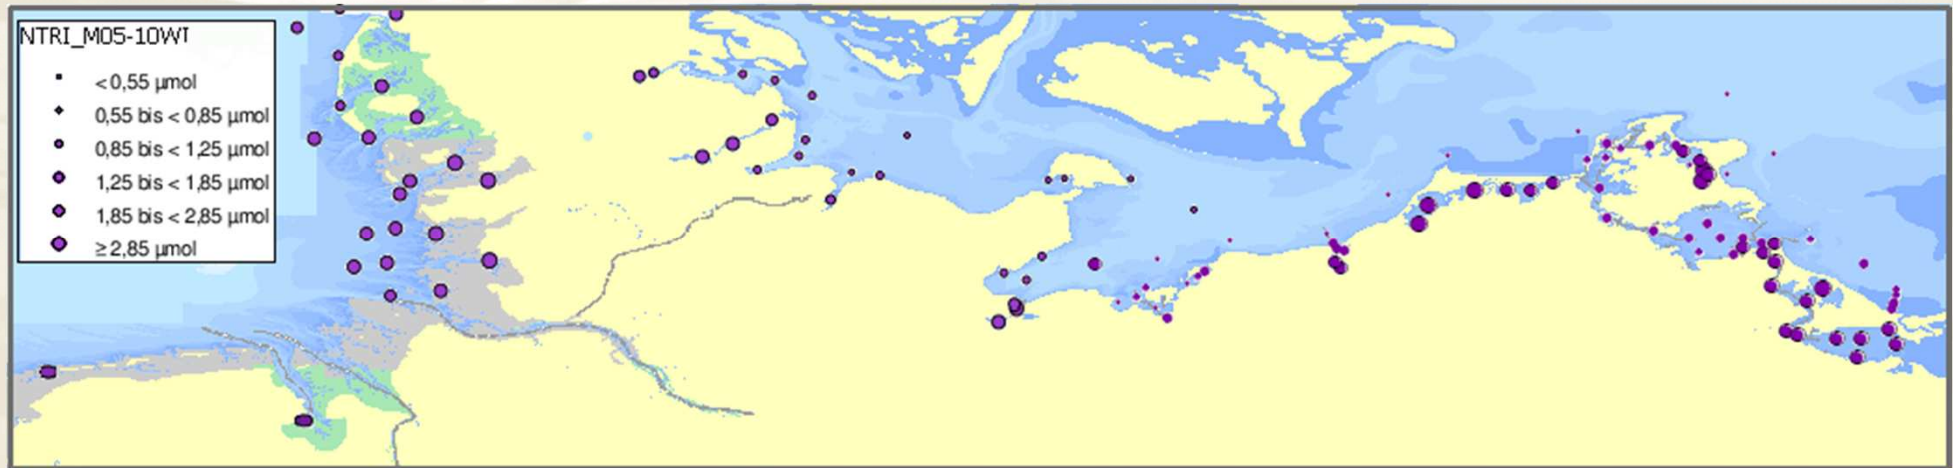 NTRI_M05-10WI
< 0,55 µmol
0,55 bis < 0,85 µmol
0,85 bis < 1,25 µmol
1,25 bis < 1,85 µmol
1,85 bis < 2,85 µmol
≥ 2,85 µmol